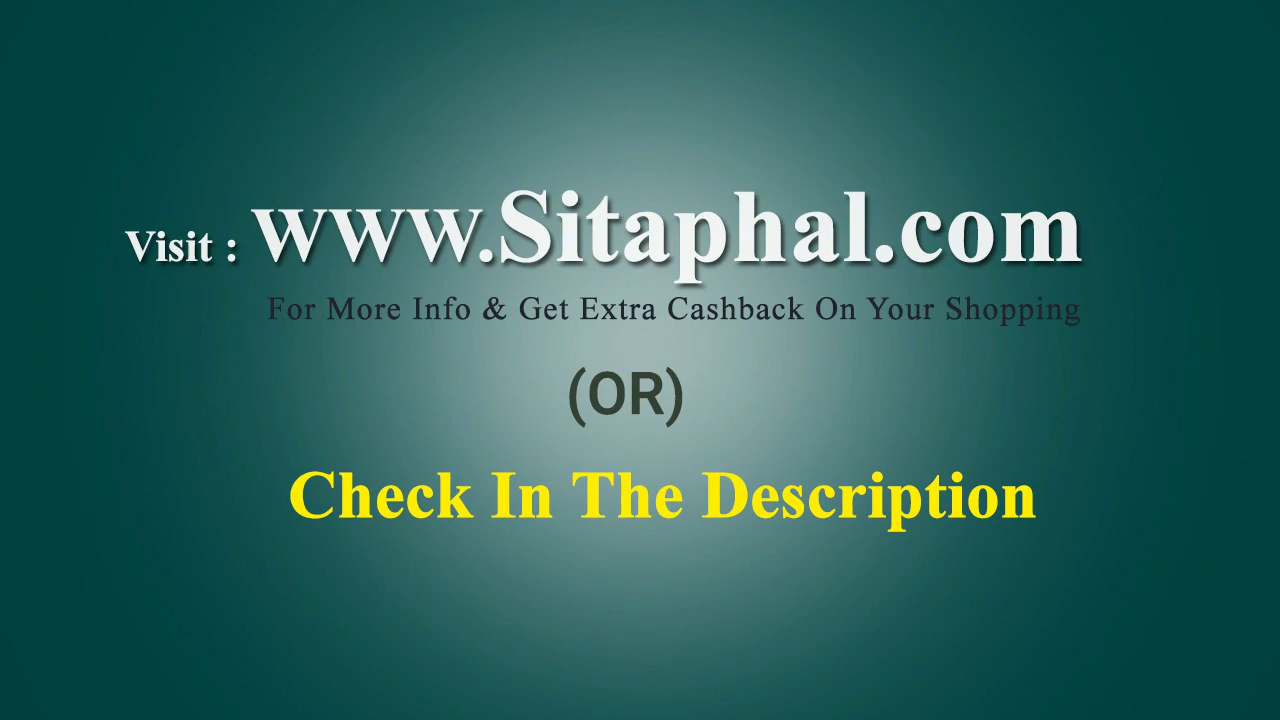 Visit : www.Sitaphal.com
For More Info & Get Extra Cashback On Your Shopping
(OR)
Check In The Description